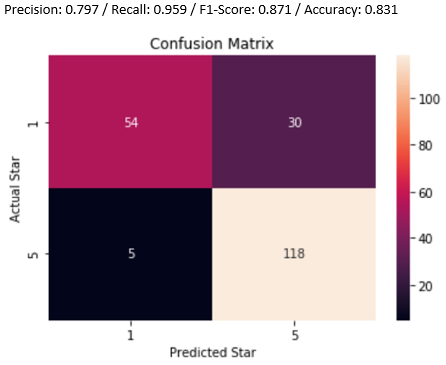 Precision: 0.797 / Recall: 0.959 / F1-Score: 0.871 / Accuracy: 0.831
Confusion Matrix
54 30
5 118
1
5
Actual Star
1 5
Predicted Star
100
80
60
40
20